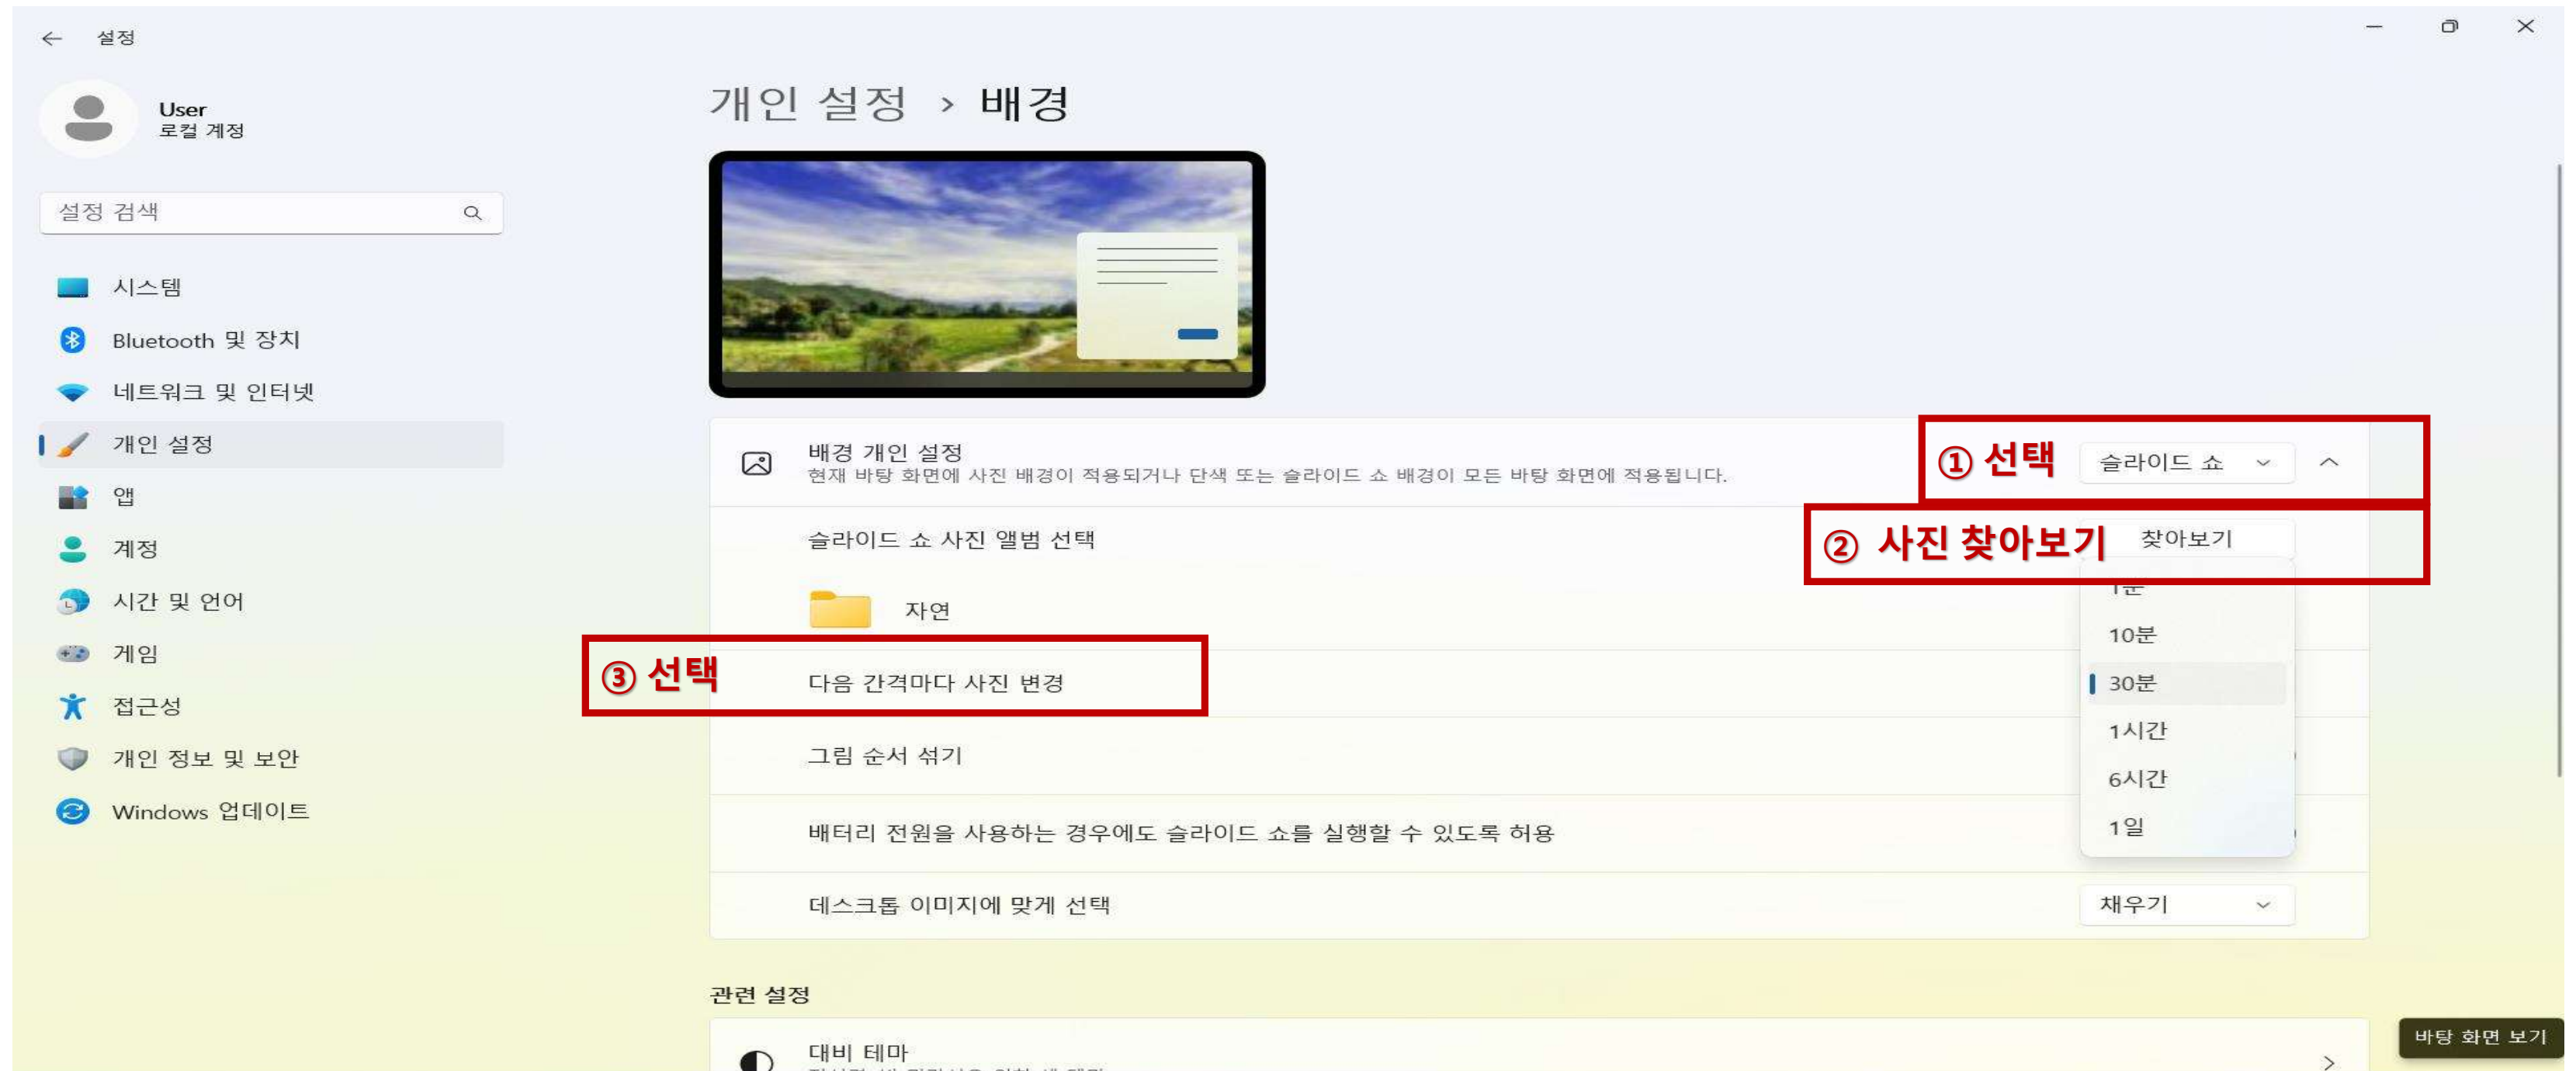 설정
User
로컬 계정
설정 검색
시스템
Bluetooth 및 장치
네트워크 및 인터넷
개인 설정
앱
계정
시간 및 언어
게임
접근성
개인 정보 및 보안
Windows 업데이트
개인 설정 > 배경
배경 개인 설정
현재 바탕 화면에 사진 배경이 적용되거나 단색 또는 슬라이드 쇼 배경이 모든 바탕 화면에 적용됩니다.
① 선택
슬라이드 쇼
슬라이드 쇼 사진 앨범 선택
② 사진 찾아보기
찾아보기
자연
1분
10분
③ 선택
다음 간격마다 사진 변경
30분
1시간
그림 순서 섞기
6시간
배터리 전원을 사용하는 경우에도 슬라이드 쇼를 실행할 수 있도록 허용
1일
데스크톱 이미지에 맞게 선택
채우기
관련 설정
대비 테마
바탕 화면 보기